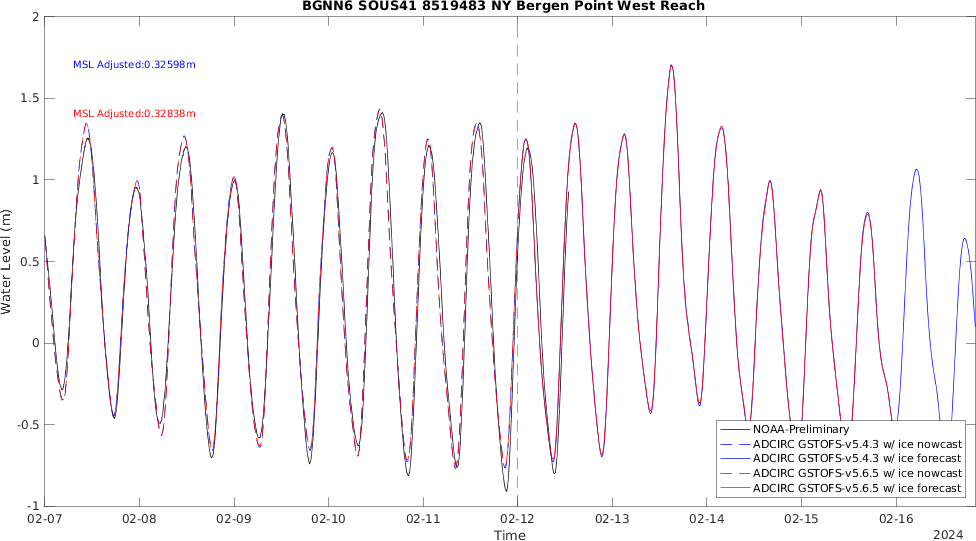 BGNN6 SOUS41 8519483 NY Bergen Point West Reach
2
1.5
1
0.5
0
-0.5
-1
Water Level (m)
MSL Adjusted:0.32598m
MSL Adjusted:0.32838m
NOAA-Preliminary
ADCIRC GSTOFS-v5.4.3 w/ ice nowcast
ADCIRC GSTOFS-v5.4.3 w/ ice forecast
ADCIRC GSTOFS-v5.6.5 w/ ice nowcast
ADCIRC GSTOFS-v5.6.5 w/ ice forecast
02-07 02-08 02-09 02-10 02-11 02-12 02-13 02-14 02-15 02-16
Time
2024